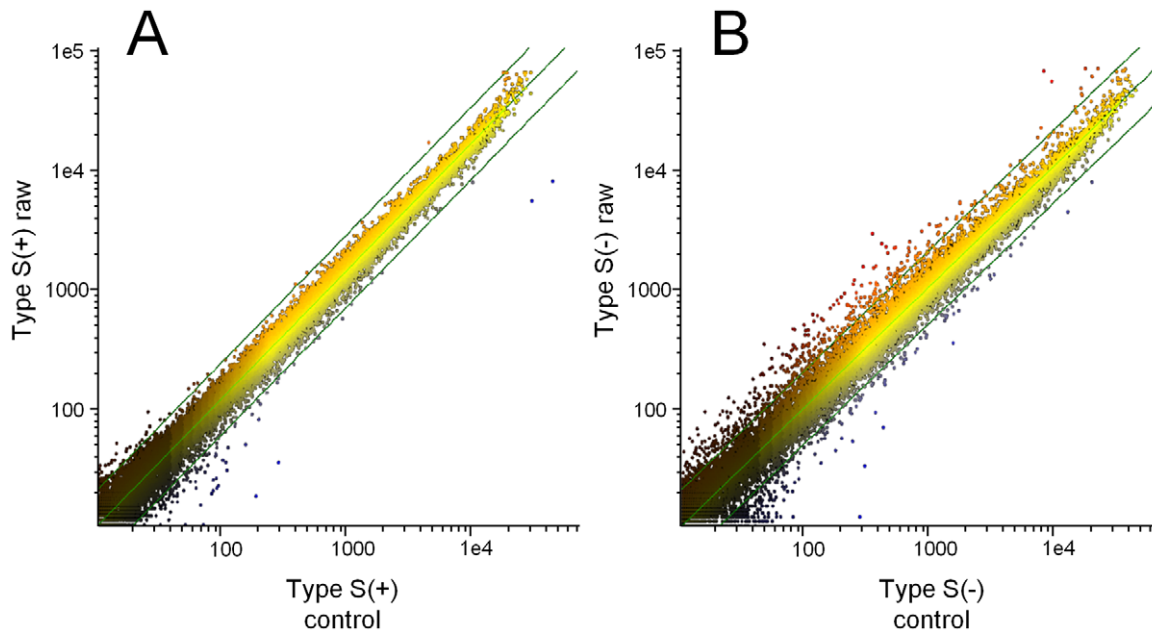 A
1e5
1e4
1000
100
Type S(+) raw
100
1000
1e4
Type S(+)
control
B
1e5
1e4
1000
100
Type S(-) raw
100
1000
1e4
Type S(-)
control